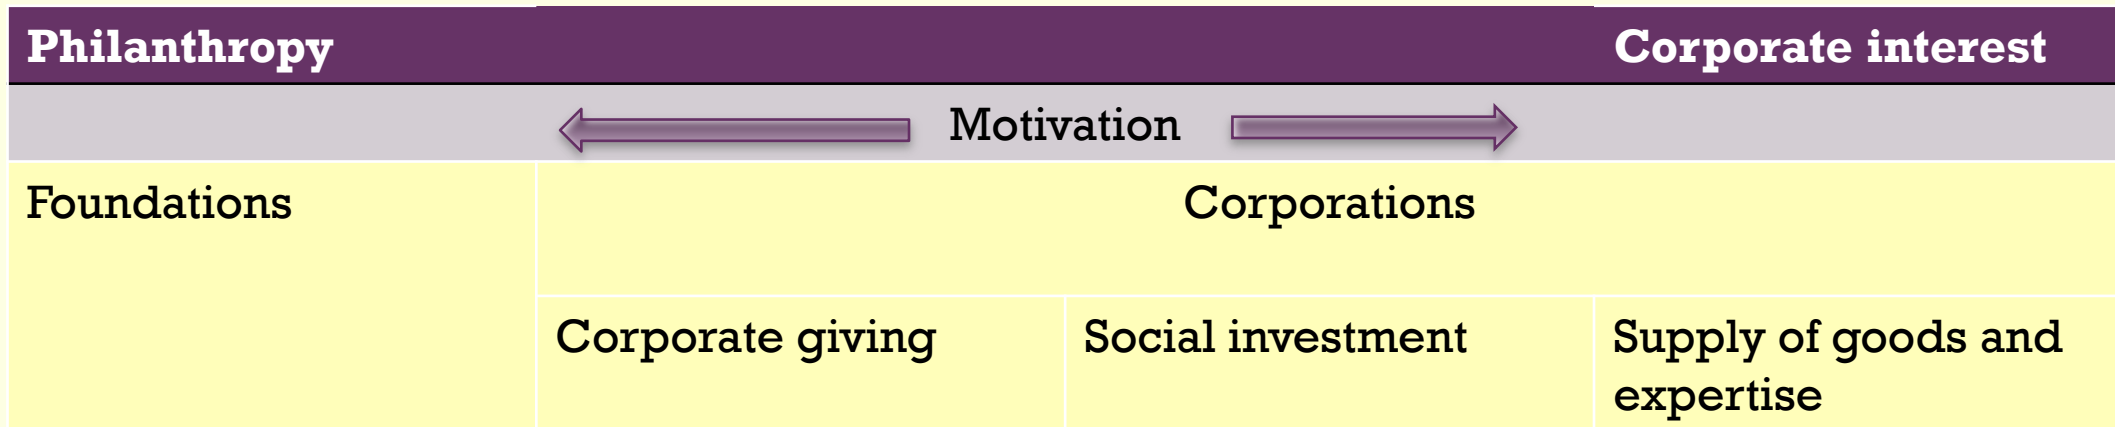 Philanthropy
Corporate interest
Motivation
Foundations
Corporations
Corporate giving
Social investment
Supply of goods and
expertise